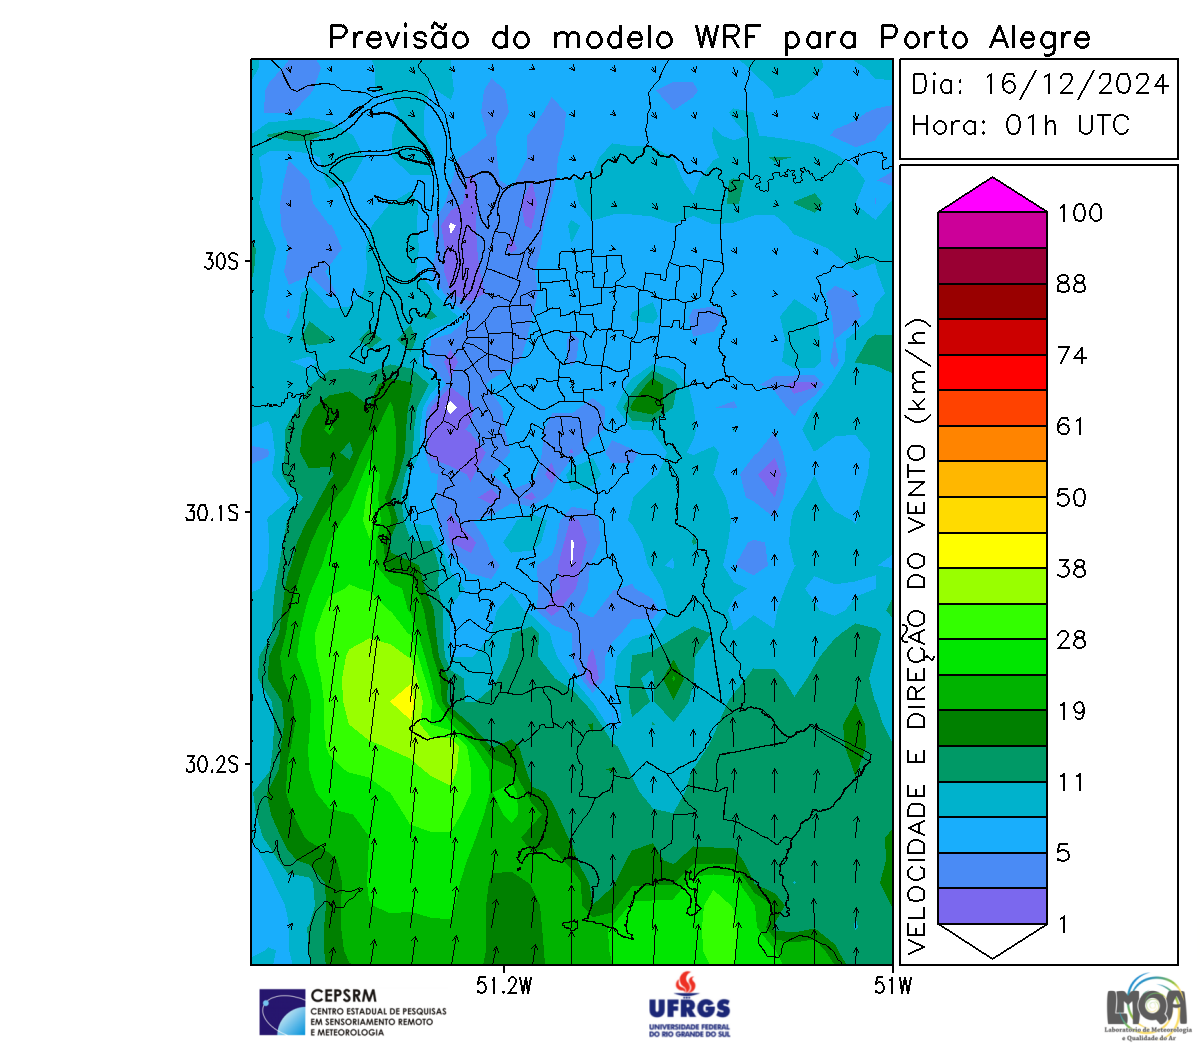 Previsão do modelo WRF para Porto Alegre
Dia: 16/12/2024
Hora: 01h UTC
100
88
74
61
50
38
28
19
11
5
1
VELOCIDADE E DIREÇÃO DO VENTO (km/h)
30S
30.1S
30.2S
51.2W
51W
CEPSRM
CENTRO ESTADUAL DE PESQUISAS
EM SENSORIAMENTO REMOTO
E METEOROLOGIA
UFRGS
UNIVERSIDADE FEDERAL
DO RIO GRANDE DO SUL
LMQA
Laboratório de Meteorologia
e Qualidade do Ar